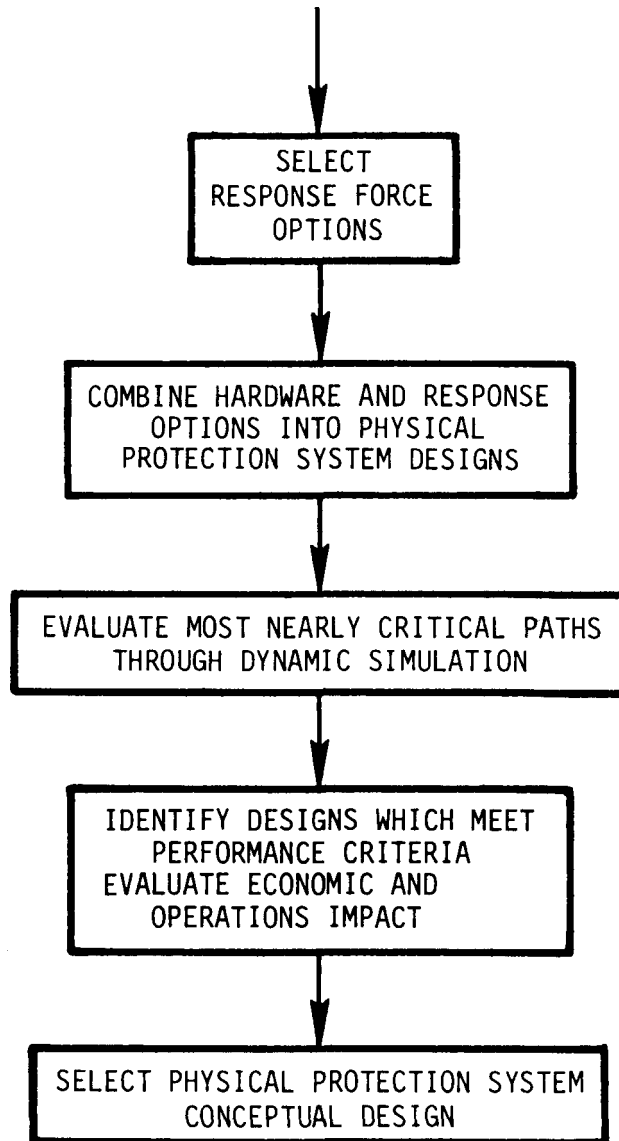 SELECT
RESPONSE FORCE
OPTIONS
COMBINE HARDWARE AND RESPONSE
OPTIONS INTO PHYSICAL
PROTECTION SYSTEM DESIGNS
EVALUATE MOST NEARLY CRITICAL PATHS
THROUGH DYNAMIC SIMULATION
IDENTIFY DESIGNS WHICH MEET
PERFORMANCE CRITERIA
EVALUATE ECONOMIC AND
OPERATIONS IMPACT
SELECT PHYSICAL PROTECTION SYSTEM
CONCEPTUAL DESIGN